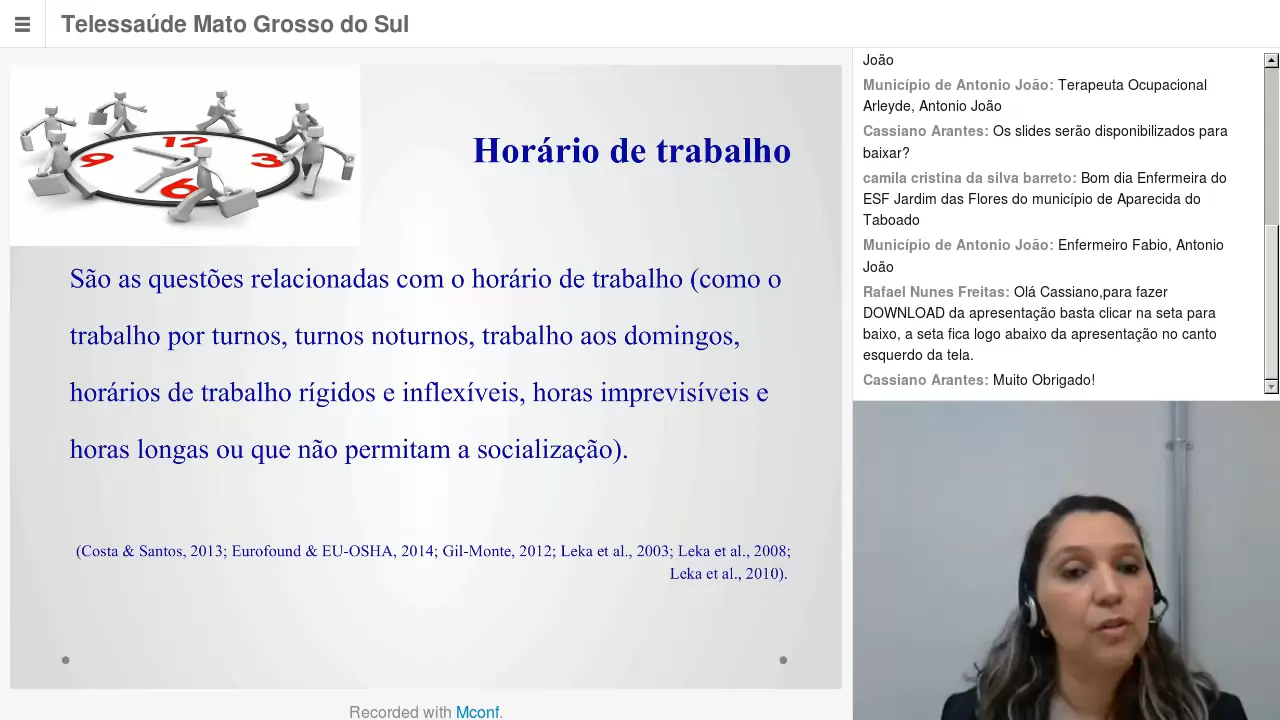 Telessaúde Mato Grosso do Sul
12
3
6
9
Horário de trabalho
São as questões relacionadas com o horário de trabalho (como o
trabalho por turnos, turnos noturnos, trabalho aos domingos,
horários de trabalho rígidos e inflexíveis, horas imprevisíveis e
horas longas ou que não permitam a socialização).
(Costa & Santos, 2013; Eurofound & EU-OSHA, 2014; Gil-Monte, 2012; Leka et al., 2003; Leka et al., 2008;
Leka et al., 2010).
Recorded with Mconf.
João
Município de Antonio João: Terapeuta Ocupacional
Arleyde, Antonio João
Cassiano Arantes: Os slides serão disponibilizados para
baixar?
camila cristina da silva barreto: Bom dia Enfermeira do
ESF Jardim das Flores do município de Aparecida do
Taboado
Município de Antonio João: Enfermeiro Fabio, Antonio
João
Rafael Nunes Freitas: Olá Cassiano,para fazer
DOWNLOAD da apresentação basta clicar na seta para
baixo, a seta fica logo abaixo da apresentação no canto
esquerdo da tela.
Cassiano Arantes: Muito Obrigado!